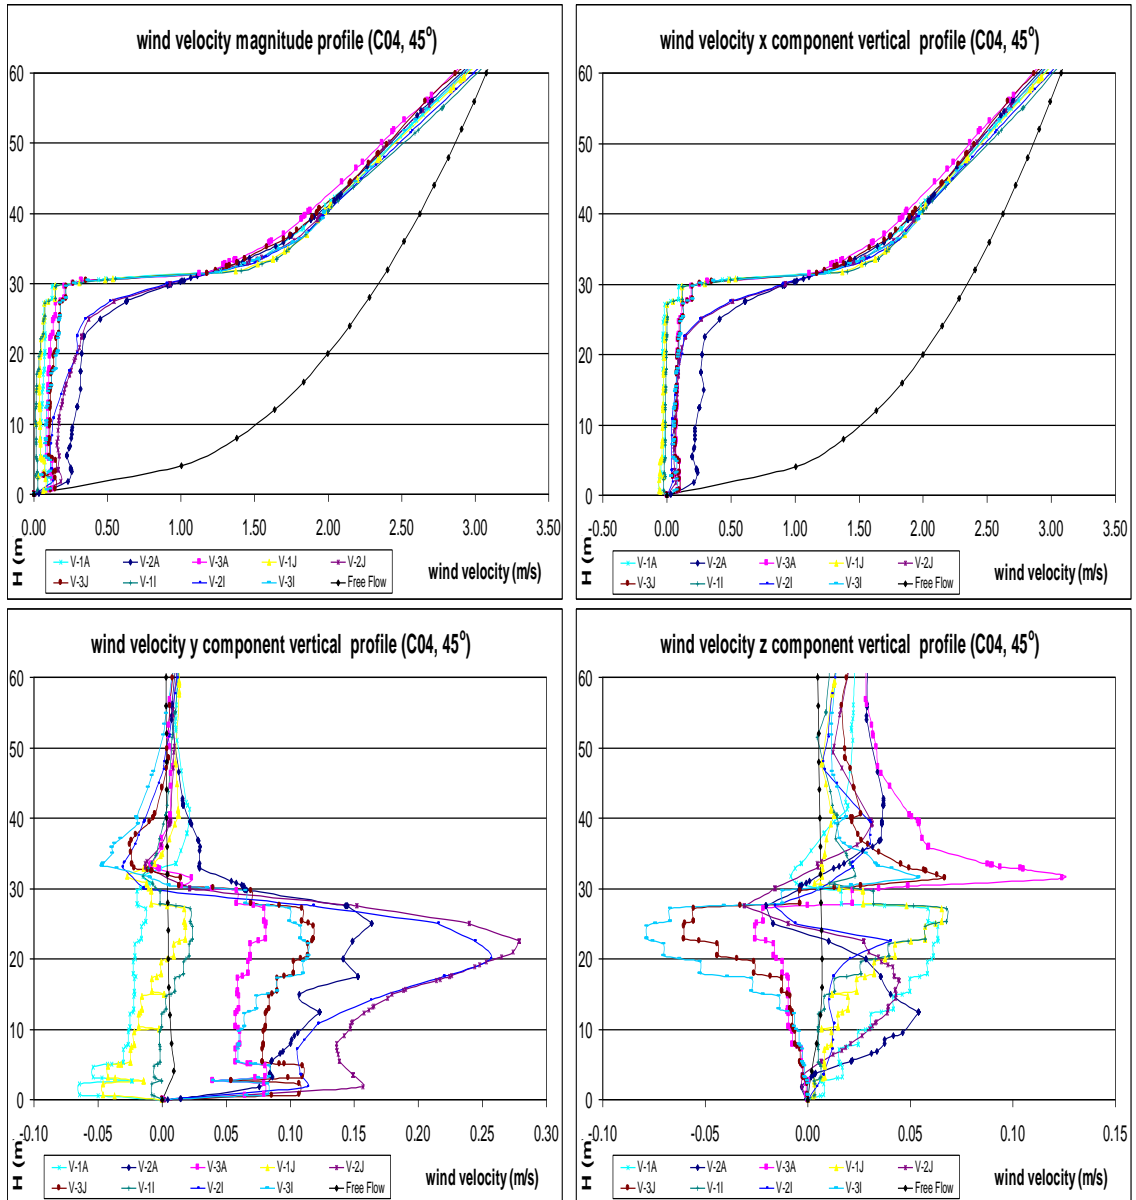 wind velocity magnitude profile (C04, 45°)
60
50
40
30
20
10
0
0.00 0.50 1.00 1.50 2.00 2.50 3.00 3.50
H (m
V-1A V-2A V-3A V-1J V-2J
V-3J V-1I V-2I V-3I Free Flow
wind velocity (m/s)
wind velocity x component vertical profile (C04, 45°)
60
50
40
30
20
10
0
-0.50 0.00 0.50 1.00 1.50 2.00 2.50 3.00 3.50
H (m
V-1A V-2A V-3A V-1J V-2J
V-3J V-1I V-2I V-3I Free Flow
wind velocity (m/s)
wind velocity y component vertical profile (C04, 45°)
60
50
40
30
20
10
0
-0.10 -0.05 0.00 0.05 0.10 0.15 0.20 0.25 0.30
H (m
V-1A V-2A V-3A V-1J V-2J
V-3J V-1I V-2I V-3I Free Flow
wind velocity (m/s)
wind velocity z component vertical profile (C04, 45°)
60
50
40
30
20
10
0
-0.10 -0.05 0.00 0.05 0.10 0.15
H (m
V-1A V-2A V-3A V-1J V-2J
V-3J V-1I V-2I V-3I Free Flow
wind velocity (m/s)